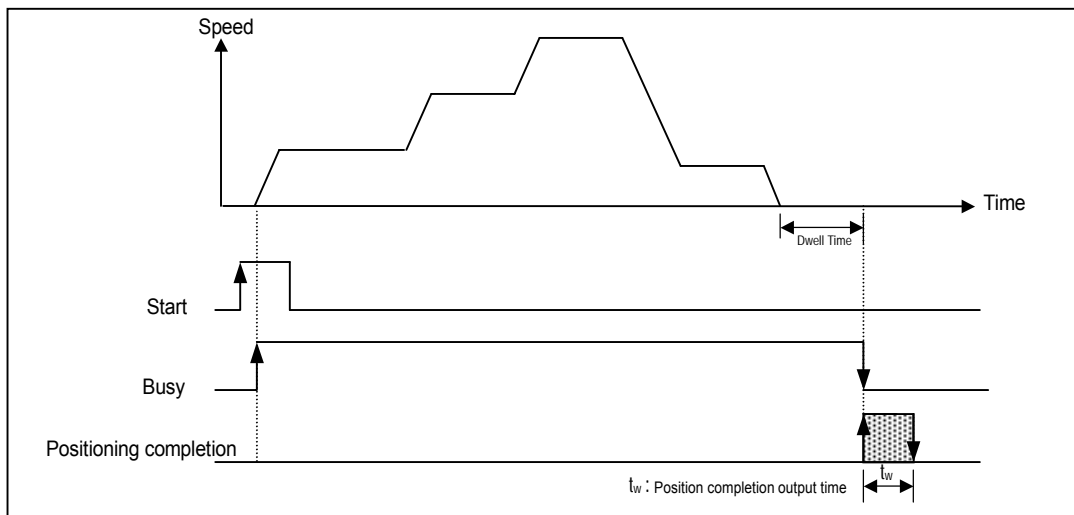 Speed
Time
Dwell Time
Start
Busy
Positioning completion
tw
tw : Position completion output time